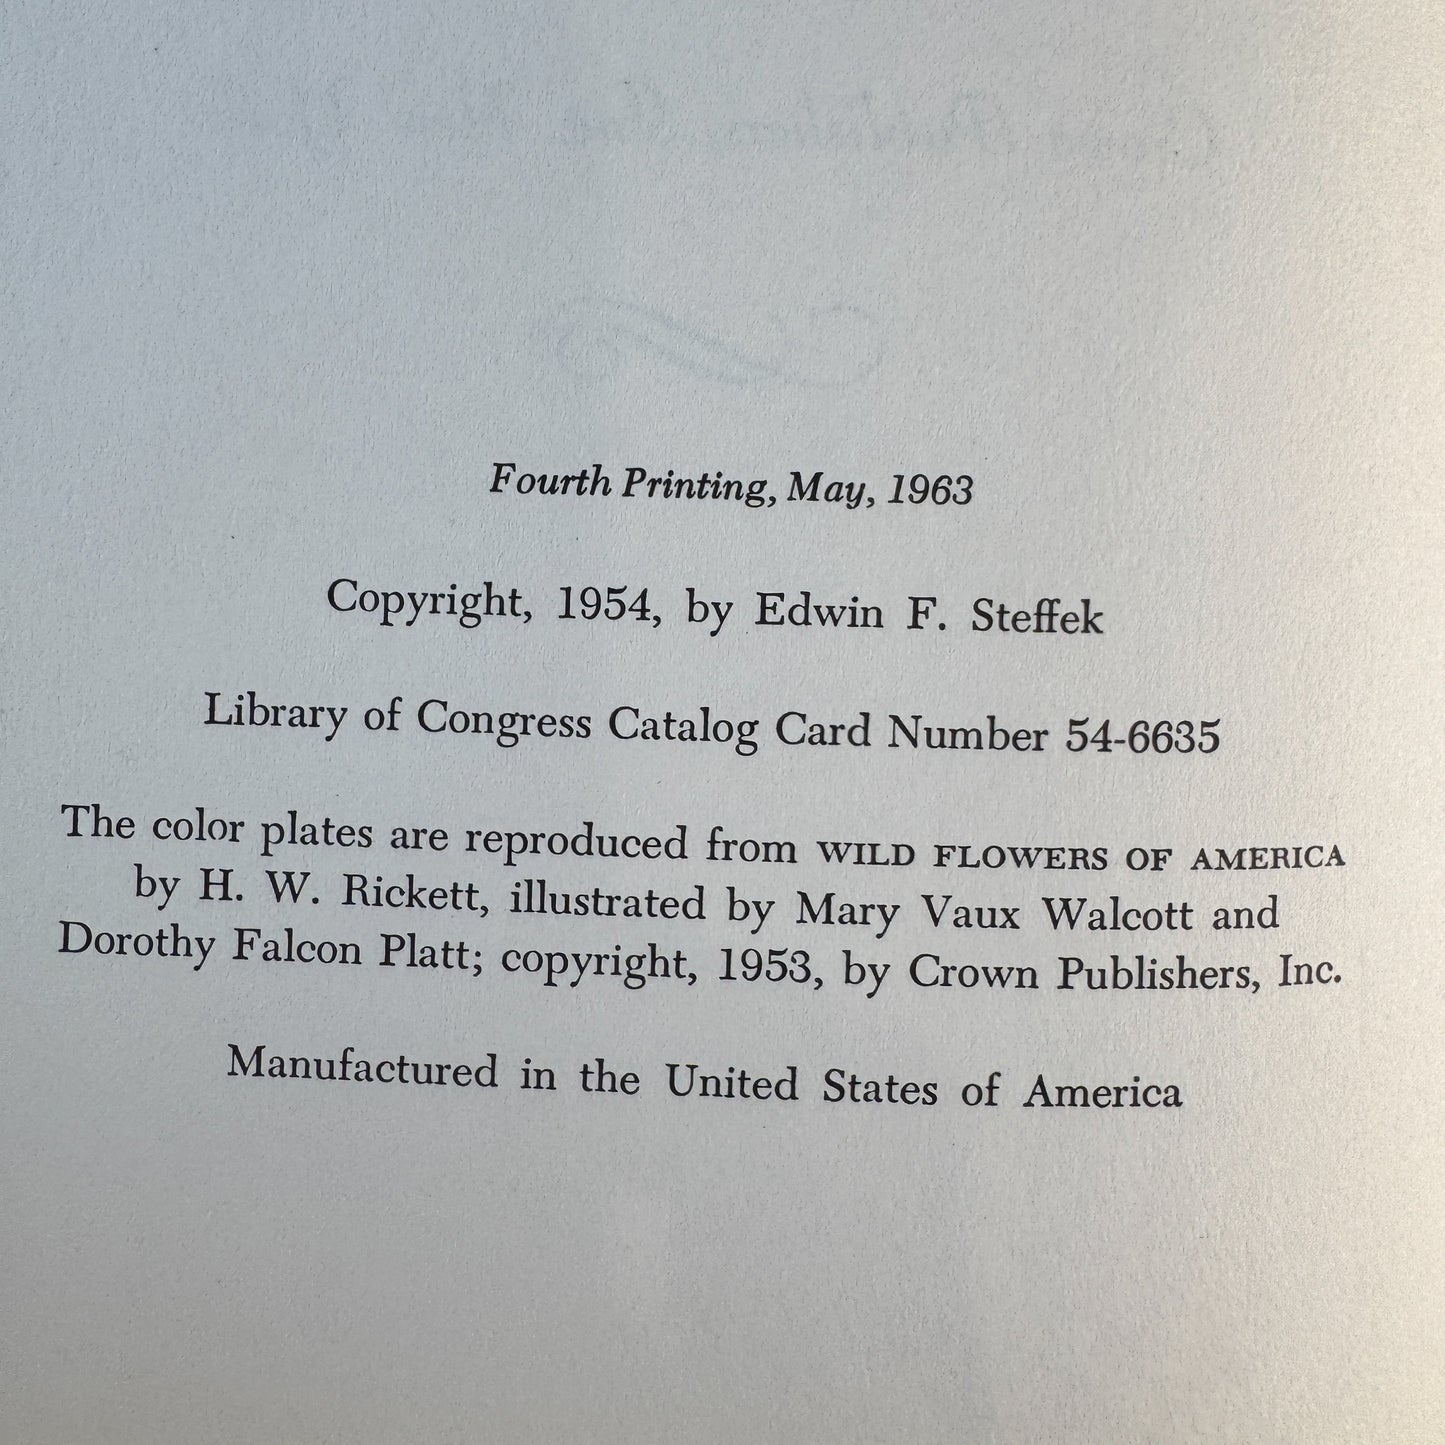 Fourth Printing, May, 1963
Copyright, 1954, by Edwin F. Steffek
Library of Congress Catalog Card Number 54-6635
The color plates are reproduced from WILD FLOWERS OF AMERICA
by H. W. Rickett, illustrated by Mary Vaux Walcott and
Dorothy Falcon Platt; copyright, 1953, by Crown Publishers, Inc.
Manufactured in the United States of America